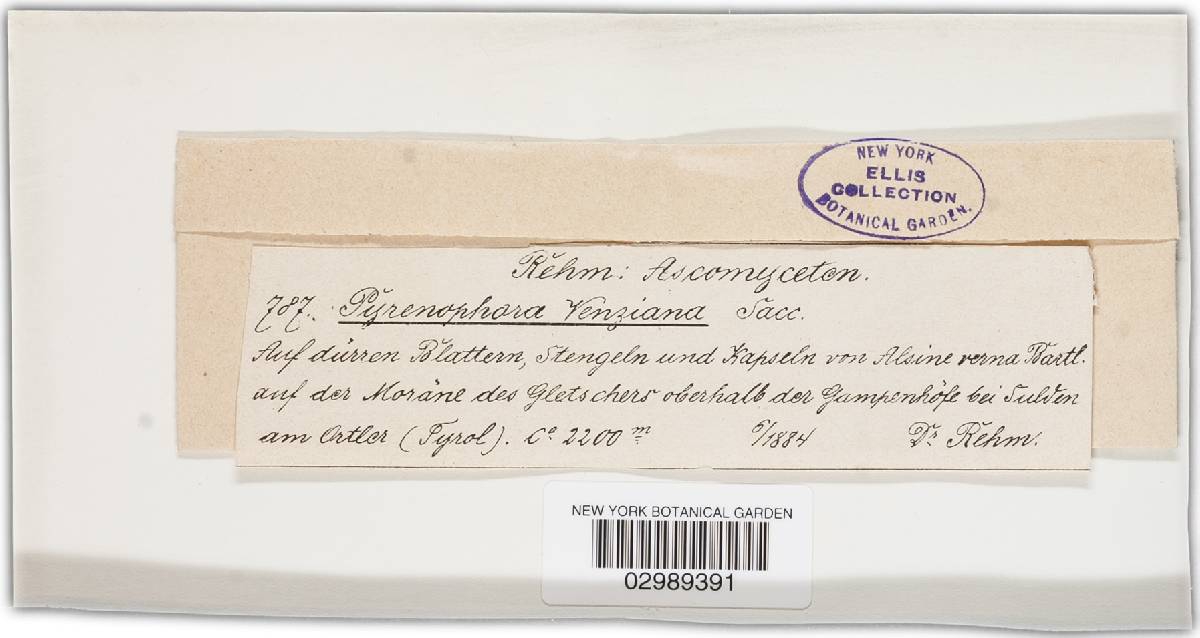 NEW YORK
ELLIS
COLLECTION
BOTANICAL GARDEN.
Rehm: Ascomyceten.
787. Pyrenophora Venziana Sacc.
Auf dürren Blattern, Stengeln und Kapseln von Alsine verna Bartl.
auf der Moräne des Gletschers oberhalb der Gampenhöfe bei Sulden
am Ortler (Tyrol). Ca. 2200 m /1884 Dr. Rehm.
NEW YORK BOTANICAL GARDEN
02989391